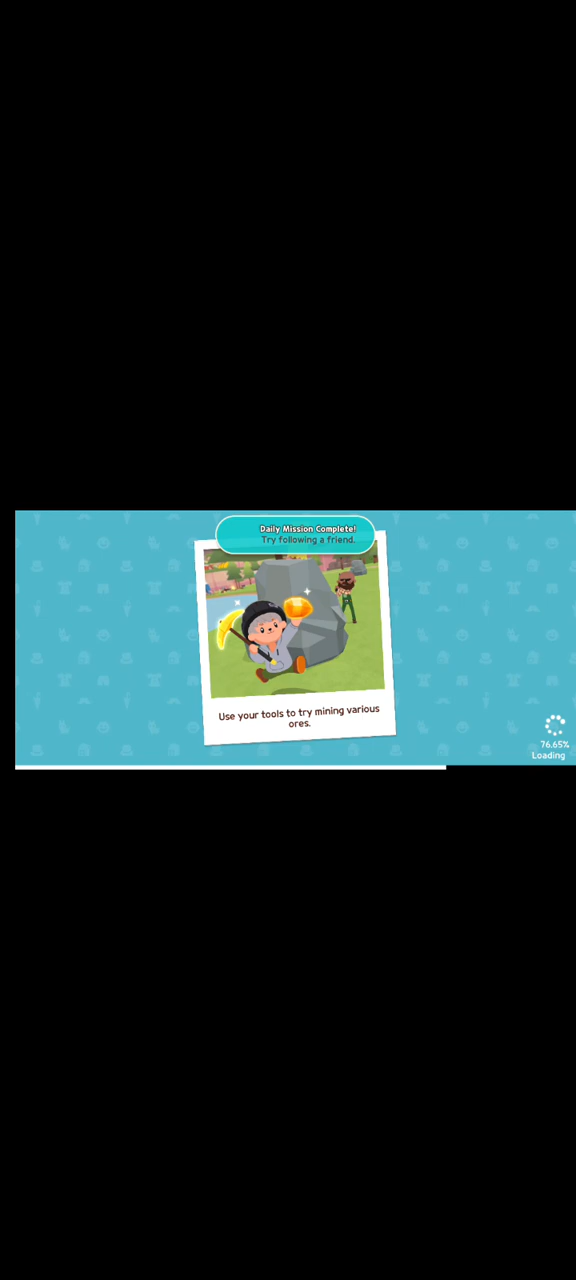 Daily Mission Complete!
Try following a friend.
Use your tools to try mining various
ores.
76.65%
Loading